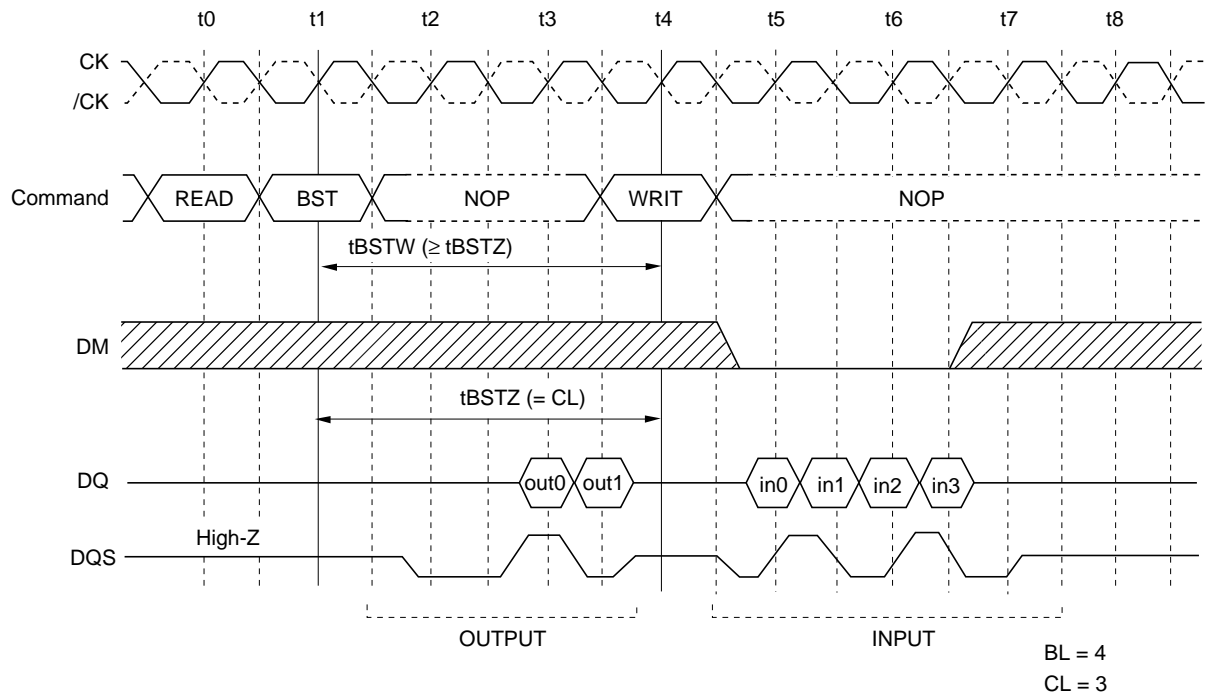 t0 t1 t2 t3 t4 t5 t6 t7 t8
CK
/CK
Command READ BST NOP WRIT NOP
tBSTW (≥ tBSTZ)
DM
tBSTZ (= CL)
DQ out0 out1 in0 in1 in2 in3
High-Z
DQS
OUTPUT INPUT
BL = 4
CL = 3